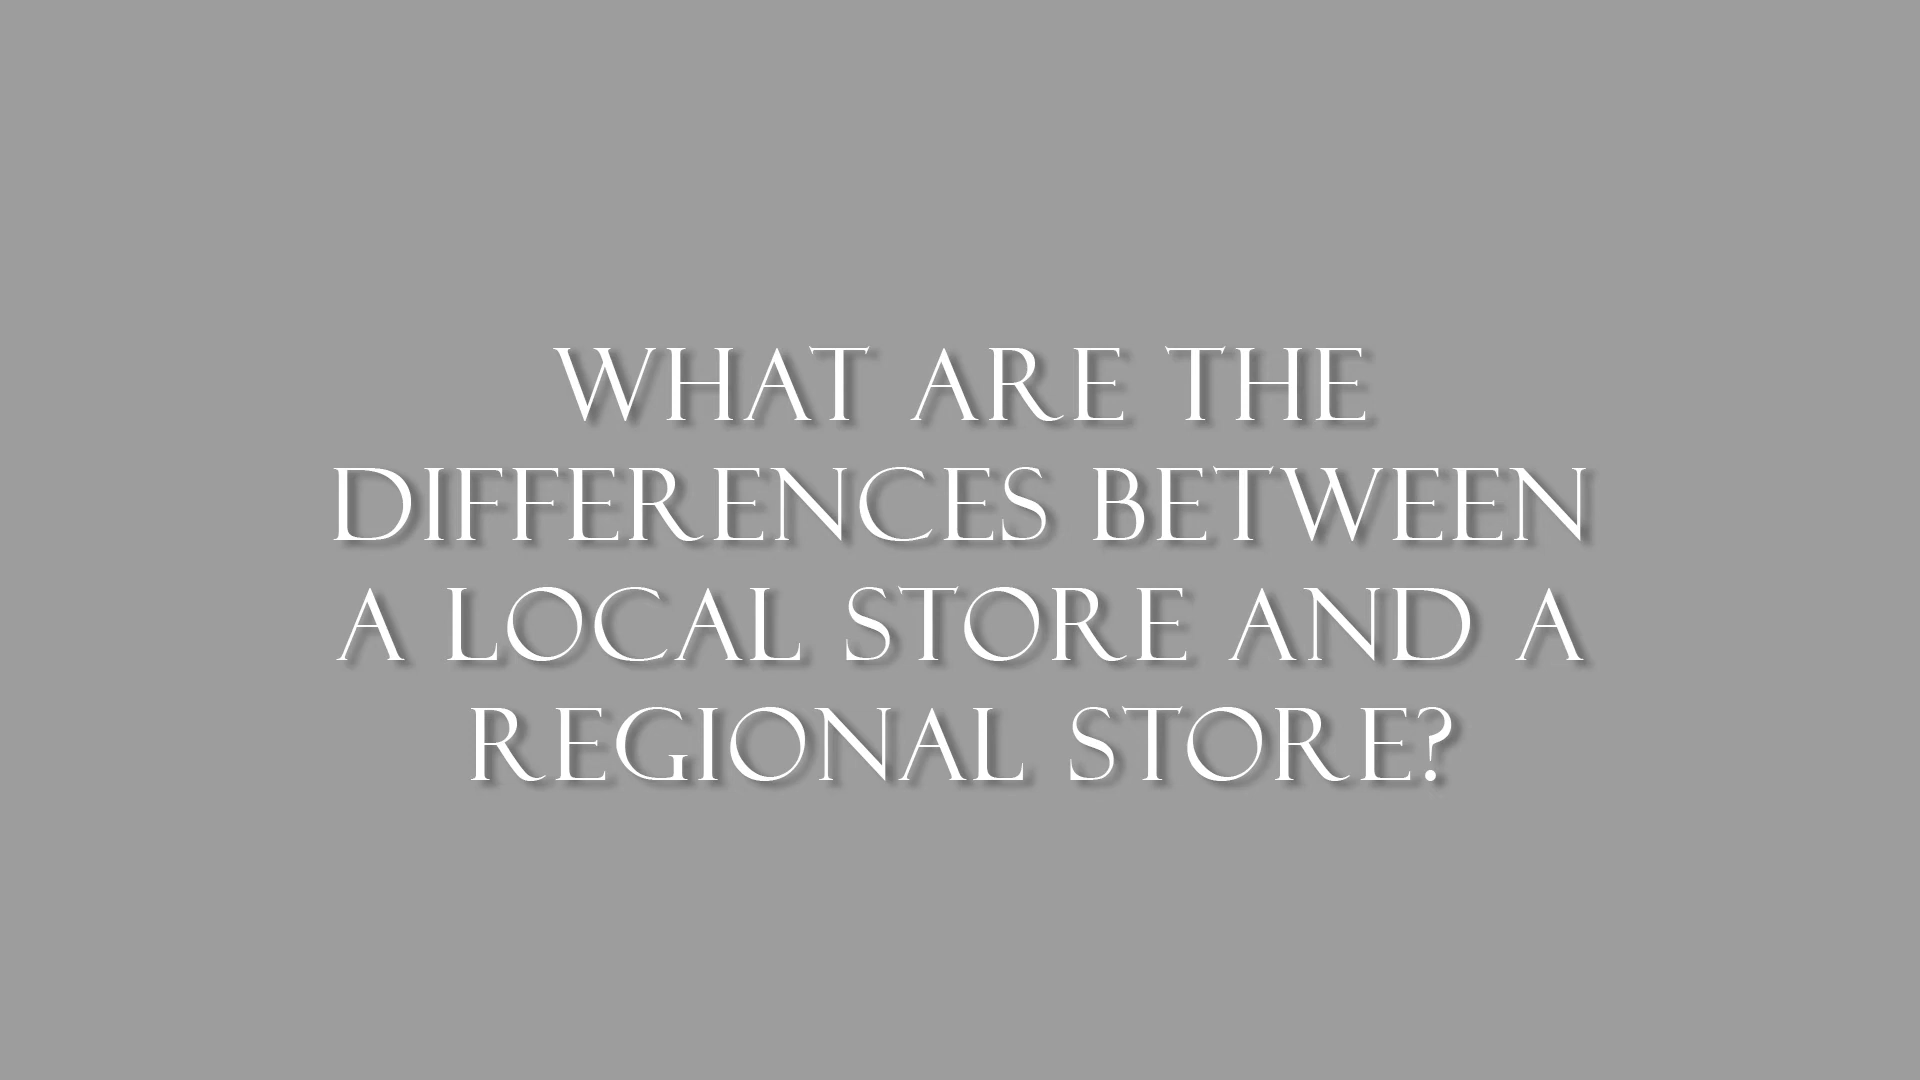 WHAT ARE THE
DIFFERENCES BETWEEN
A LOCAL STORE AND A
REGIONAL STORE?